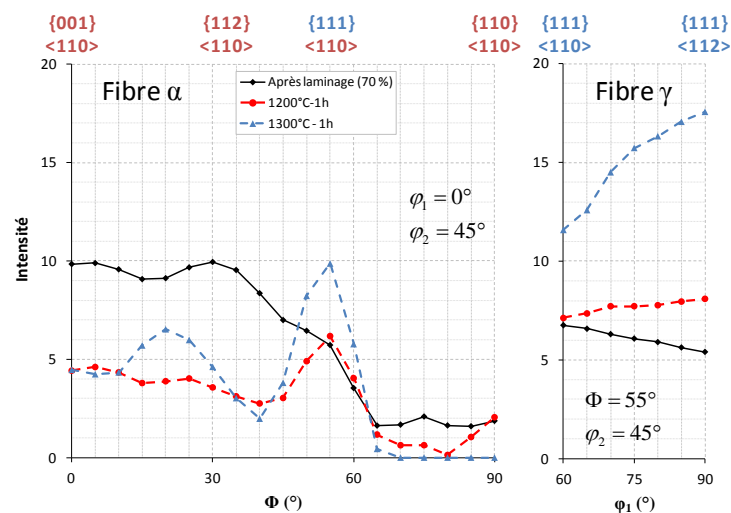 {001} {112} {111} {110} {111} {111}
<110> <110> <110> <110> <110> <112>
20 20
Fibre α Fibre γ
Après laminage (70 %)
1200°C-1h
1300°C - 1h
15 15
φ₁ = 0°
φ₂ = 45°
Intensité
10 10
5 5
Φ = 55°
φ₂ = 45°
0 0
0 30 60 90 60 75 90
Φ (°) φ₁ (°)